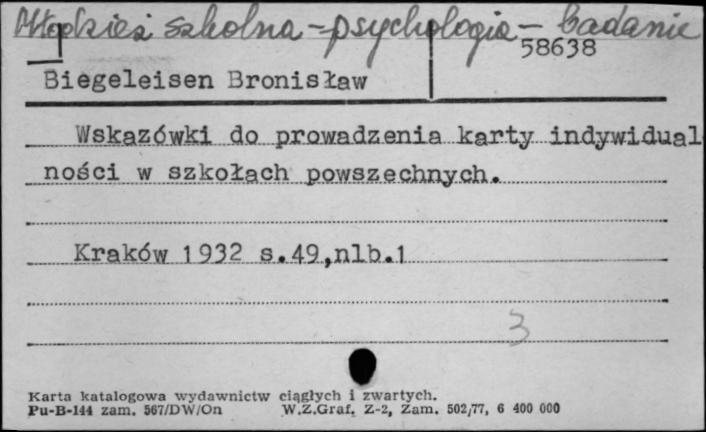 Młodzież szkolna - psychologia - badanie
58638
Biegeleisen Bronisław
Wskazówki do prowadzenia karty indywidual
ności w szkołach powszechnych.
Kraków 1932 s.49,nlb.1
3
Karta katalogowa wydawnictw ciągłych i zwartych.
Pu-B-144 zam. 567/DW/On W.Z.Graf. Z-2, Zam. 502/77, 6 400 000